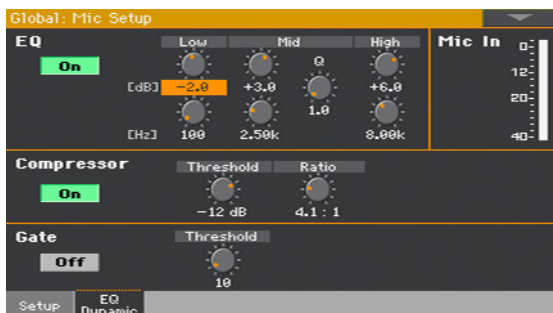 Global: Mic Setup
EQ Low Mid High Mic In
On
Q
0
12
20
40
[dB] -2.0 +3.0 +6.0
1.0
[Hz] 100 2.50k 8.00k
Compressor Threshold Ratio
On
-12 dB 4.1 : 1
Gate Threshold
Off
10
Setup EQ
Dynamic